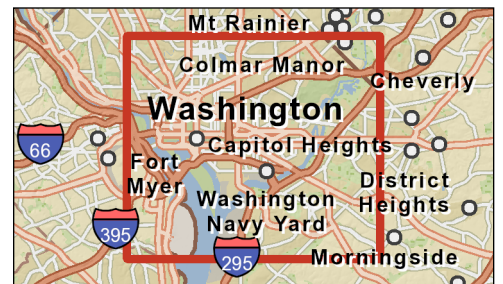 Mt Rainier
Colmar Manor
Cheverly
Washington
66
Capitol Heights
Fort
Myer
District
Heights
Washington
Navy Yard
395
295
Morningside